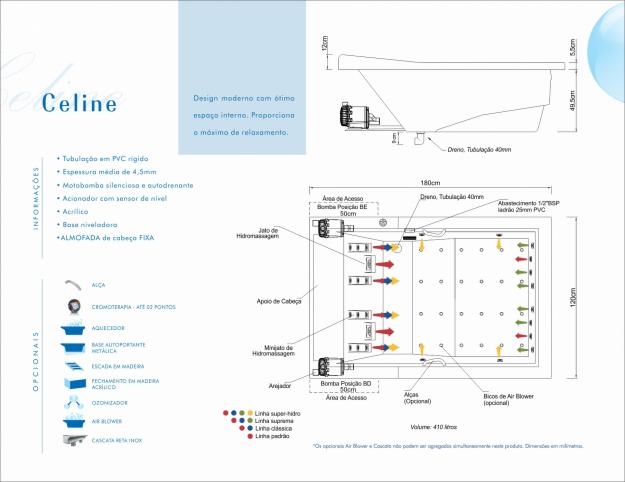 Celine
Design moderno com ótimo
espaço interno. Proporciona
o máximo de relaxamento.
INFORMAÇÕES
• Tubulação em PVC rígido
• Espessura média de 4,5mm
• Motobomba silenciosa e autodrenante
• Acionador com sensor de nível
• Acrílico
• Base niveladora
•ALMOFADA de cabeça FIXA
OPCIONAIS
ALÇA
CROMOTERAPIA - ATÉ 02 PONTOS
AQUECEDOR
BASE AUTOPORTANTE
METÁLICA
ESCADA EM MADEIRA
FECHAMENTO EM MADEIRA
ACRÍLICO
OZONIZADOR
AIR BLOWER
CASCATA RETA INOX
12cm
5,5cm
49,5cm
9cm
Dreno, Tubulação 40mm
180cm
Área de Acesso
Bomba Posição BE
50cm
Dreno, Tubulação 40mm
Abastecimento 1/2"BSP
ladrão 25mm PVC
Jato de
Hidromassagem
Apoio de Cabeça
120cm
Minijato de
Hidromassagem
Arejador
Bomba Posição BD
50cm
Área de Acesso
Alças
(Opcional)
Bicos de Air Blower
(opcional)
Linha super-hidro
Linha suprema
Linha clássica
Linha padrão
Volume: 410 litros
*Os opcionais Air Blower e Cascata não podem ser agregados simultaneamente neste produto. Dimensões em milímetros.